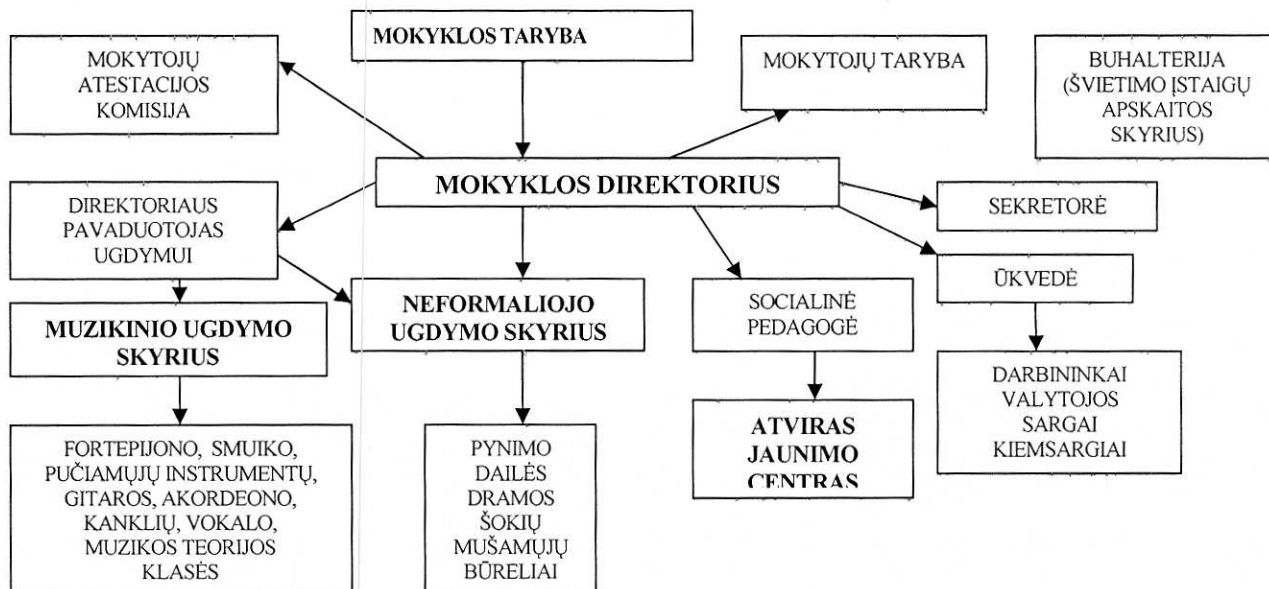 MOKYKLOS TARYBA
MOKYTOJŲ
ATESTACIJOS
KOMISIJA
MOKYTOJŲ TARYBA
BUHALTERIJA
(ŠVIETIMO ĮSTAIGŲ
APSKAITOS
SKYRIUS)
MOKYKLOS DIREKTORIUS
DIREKTORIAUS
PAVADUOTOJAS
UGDYMUI
SEKRETORĖ
ŪKVEDĖ
MUZIKINIO UGDYMO
SKYRIUS
NEFORMALIOJO
UGDYMO SKYRIUS
SOCIALINĖ
PEDAGOGĖ
DARBININKAI
VALYTOJOS
SARGAI
KIEMSARGIAI
ATVIRAS
JAUNIMO
CENTRAS
FORTEPIJONO, SMUIKO,
PUČIAMŲJŲ INSTRUMENTŲ,
GITAROS, AKORDEONO,
KANKLIŲ, VOKALO,
MUZIKOS TEORIJOS
KLASĖS
PYNIMO
DAILĖS
DRAMOS
ŠOKIŲ
MUŠAMŲJŲ
BŪRELIAI